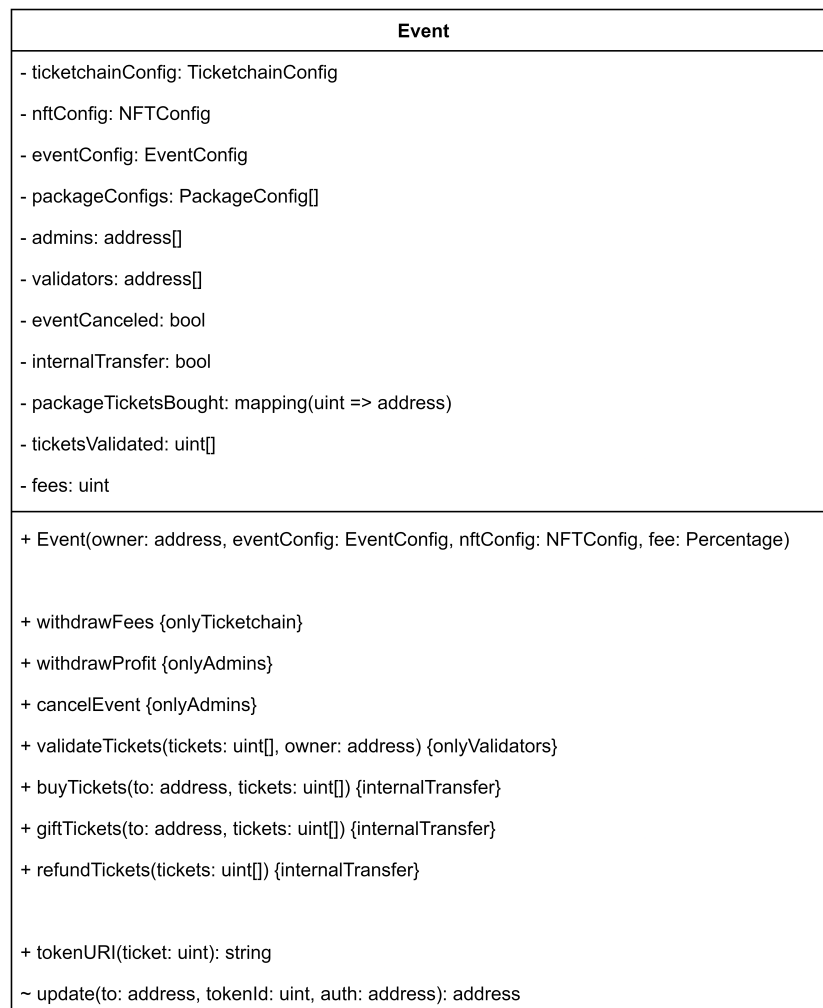 Event
- ticketchainConfig: TicketchainConfig
- nftConfig: NFTConfig
- eventConfig: EventConfig
- packageConfigs: PackageConfig[]
- admins: address[]
- validators: address[]
- eventCanceled: bool
- internalTransfer: bool
- packageTicketsBought: mapping(uint => address)
- ticketsValidated: uint[]
- fees: uint
+ Event(owner: address, eventConfig: EventConfig, nftConfig: NFTConfig, fee: Percentage)
+ withdrawFees {onlyTicketchain}
+ withdrawProfit {onlyAdmins}
+ cancelEvent {onlyAdmins}
+ validateTickets(tickets: uint[], owner: address) {onlyValidators}
+ buyTickets(to: address, tickets: uint[]) {internalTransfer}
+ giftTickets(to: address, tickets: uint[]) {internalTransfer}
+ refundTickets(tickets: uint[]) {internalTransfer}
+ tokenURI(ticket: uint): string
~ update(to: address, tokenId: uint, auth: address): address